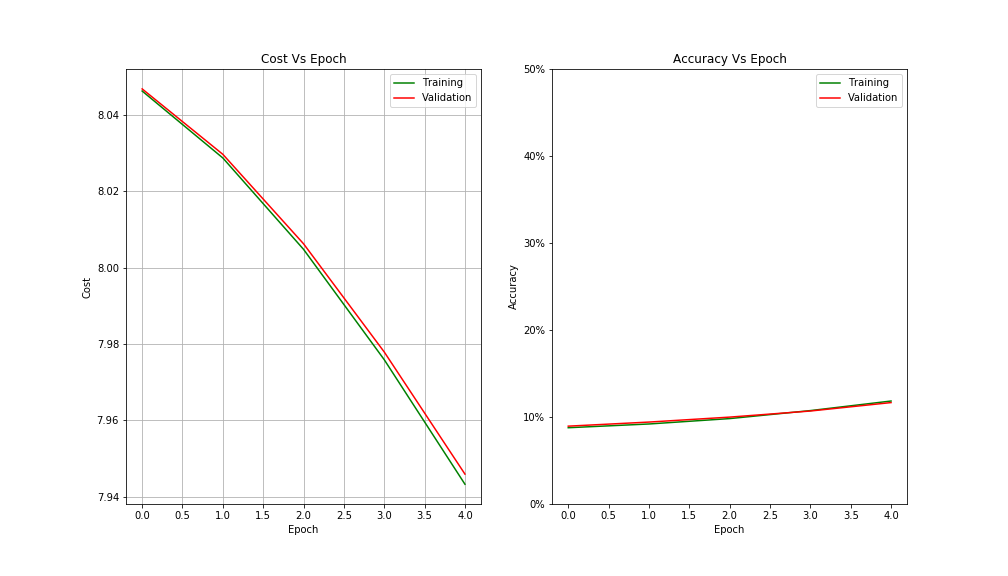 Cost Vs Epoch
Training
Validation
8.04
8.02
8.00
7.98
7.96
7.94
Cost
0.0 0.5 1.0 1.5 2.0 2.5 3.0 3.5 4.0
Epoch
Accuracy Vs Epoch
Training
Validation
50%
40%
30%
20%
10%
0%
Accuracy
0.0 0.5 1.0 1.5 2.0 2.5 3.0 3.5 4.0
Epoch